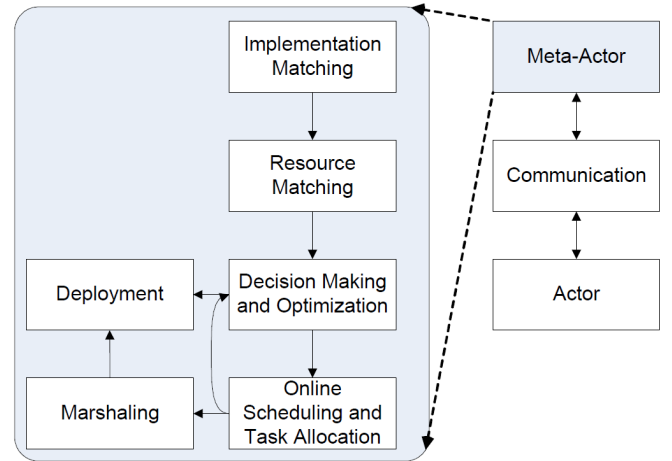 Implementation
Matching
Meta-Actor
Resource
Matching
Communication
Deployment
Decision Making
and Optimization
Actor
Marshaling
Online
Scheduling and
Task Allocation